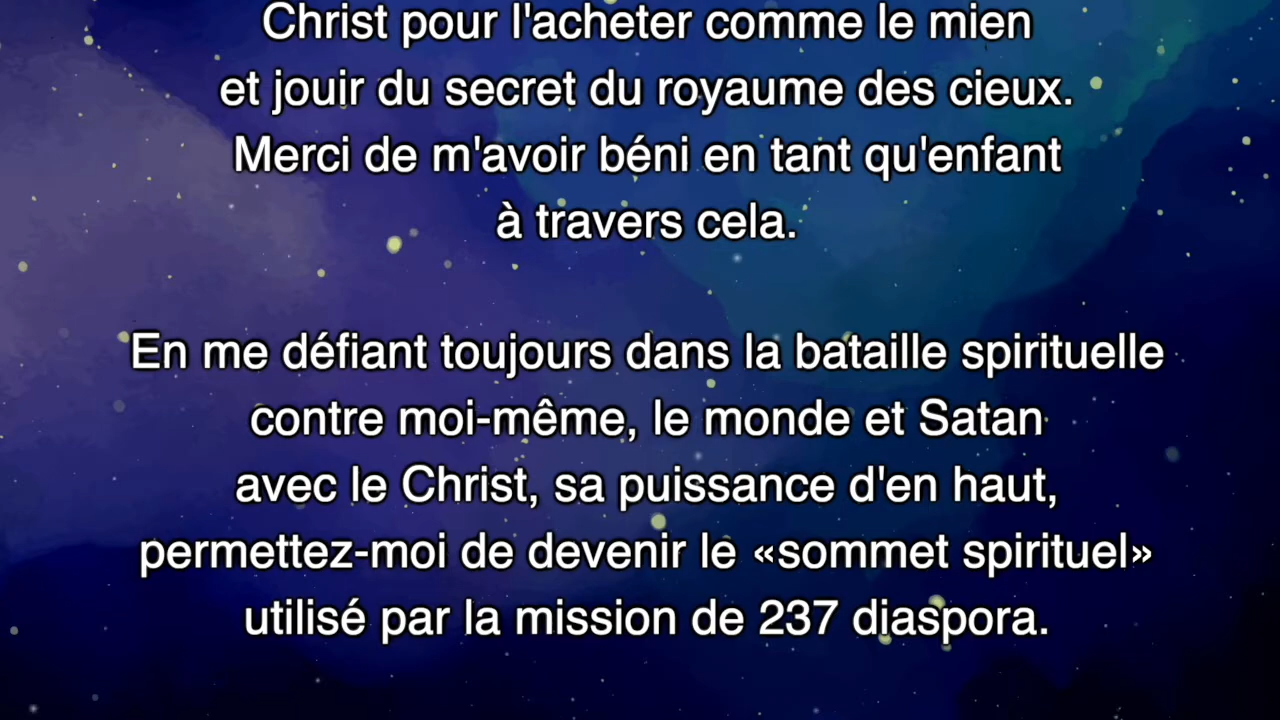 Christ pour l'acheter comme le mien
et jouir du secret du royaume des cieux.
Merci de m'avoir béni en tant qu'enfant
à travers cela.
En me défiant toujours dans la bataille spirituelle
contre moi-même, le monde et Satan
avec le Christ, sa puissance d'en haut,
permettez-moi de devenir le «sommet spirituel»
utilisé par la mission de 237 diaspora.